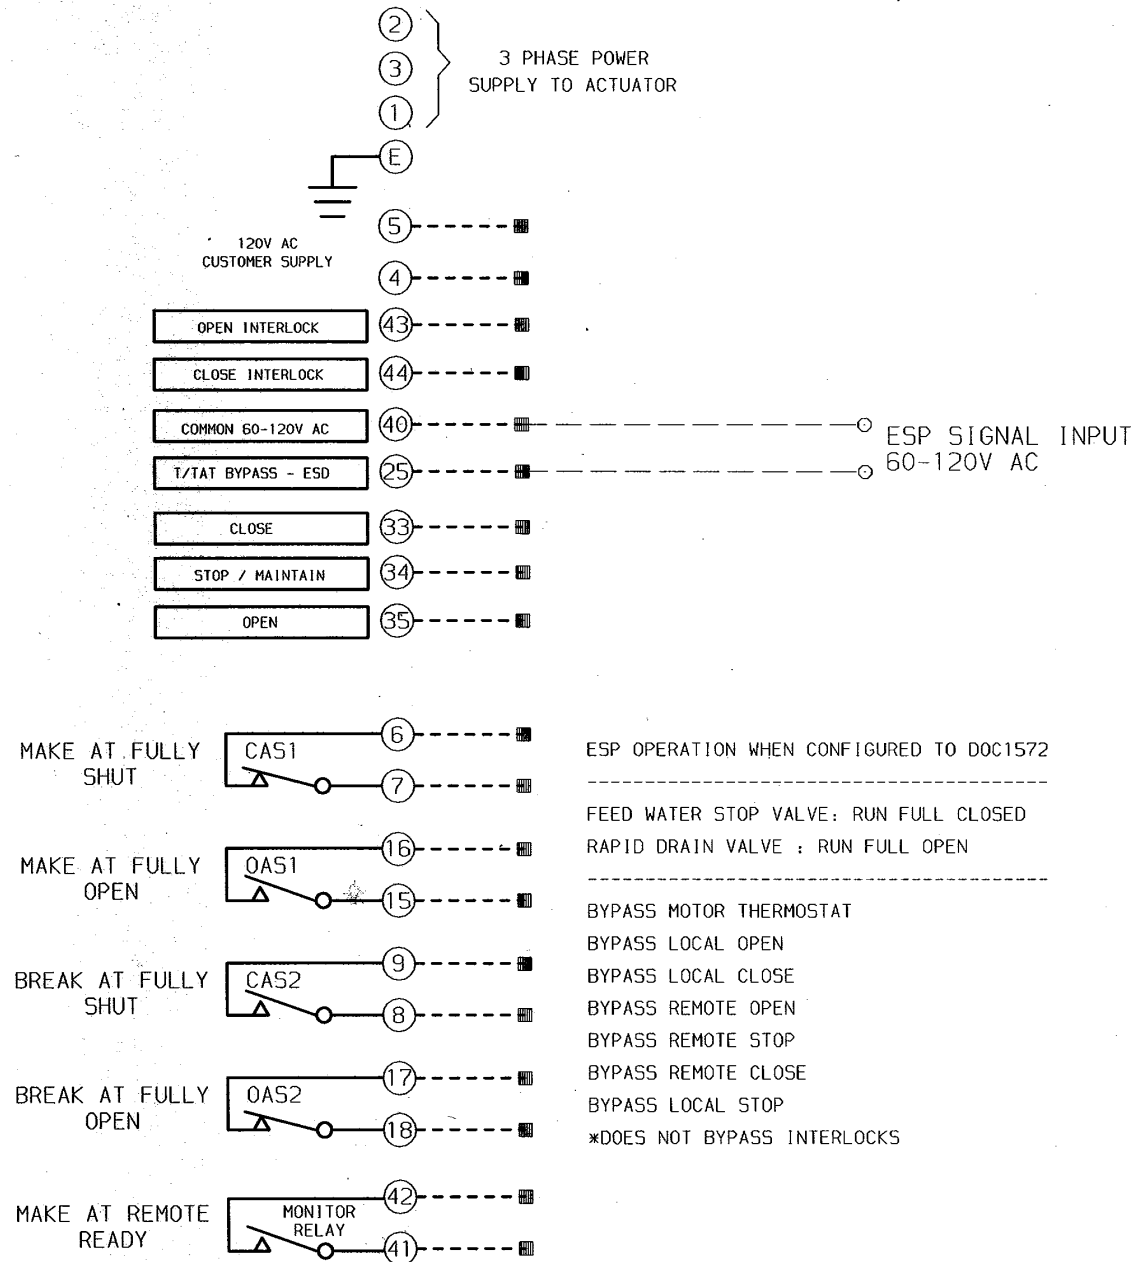 2
3 PHASE POWER
3
SUPPLY TO ACTUATOR
1
E
5
120V AC
CUSTOMER SUPPLY
4
OPEN INTERLOCK 43
CLOSE INTERLOCK 44
COMMON 60-120V AC 40
ESP SIGNAL INPUT
60-120V AC
T/TAT BYPASS - ESD 25
CLOSE 33
STOP / MAINTAIN 34
OPEN 35
MAKE AT FULLY
SHUT
CAS1
6
7
MAKE AT FULLY
OPEN
OAS1
16
15
BREAK AT FULLY
SHUT
CAS2
9
8
BREAK AT FULLY
OPEN
OAS2
17
18
MAKE AT REMOTE
READY
MONITOR
RELAY
42
41
ESP OPERATION WHEN CONFIGURED TO DOC1572
FEED WATER STOP VALVE: RUN FULL CLOSED
RAPID DRAIN VALVE : RUN FULL OPEN
BYPASS MOTOR THERMOSTAT
BYPASS LOCAL OPEN
BYPASS LOCAL CLOSE
BYPASS REMOTE OPEN
BYPASS REMOTE STOP
BYPASS REMOTE CLOSE
BYPASS LOCAL STOP
*DOES NOT BYPASS INTERLOCKS